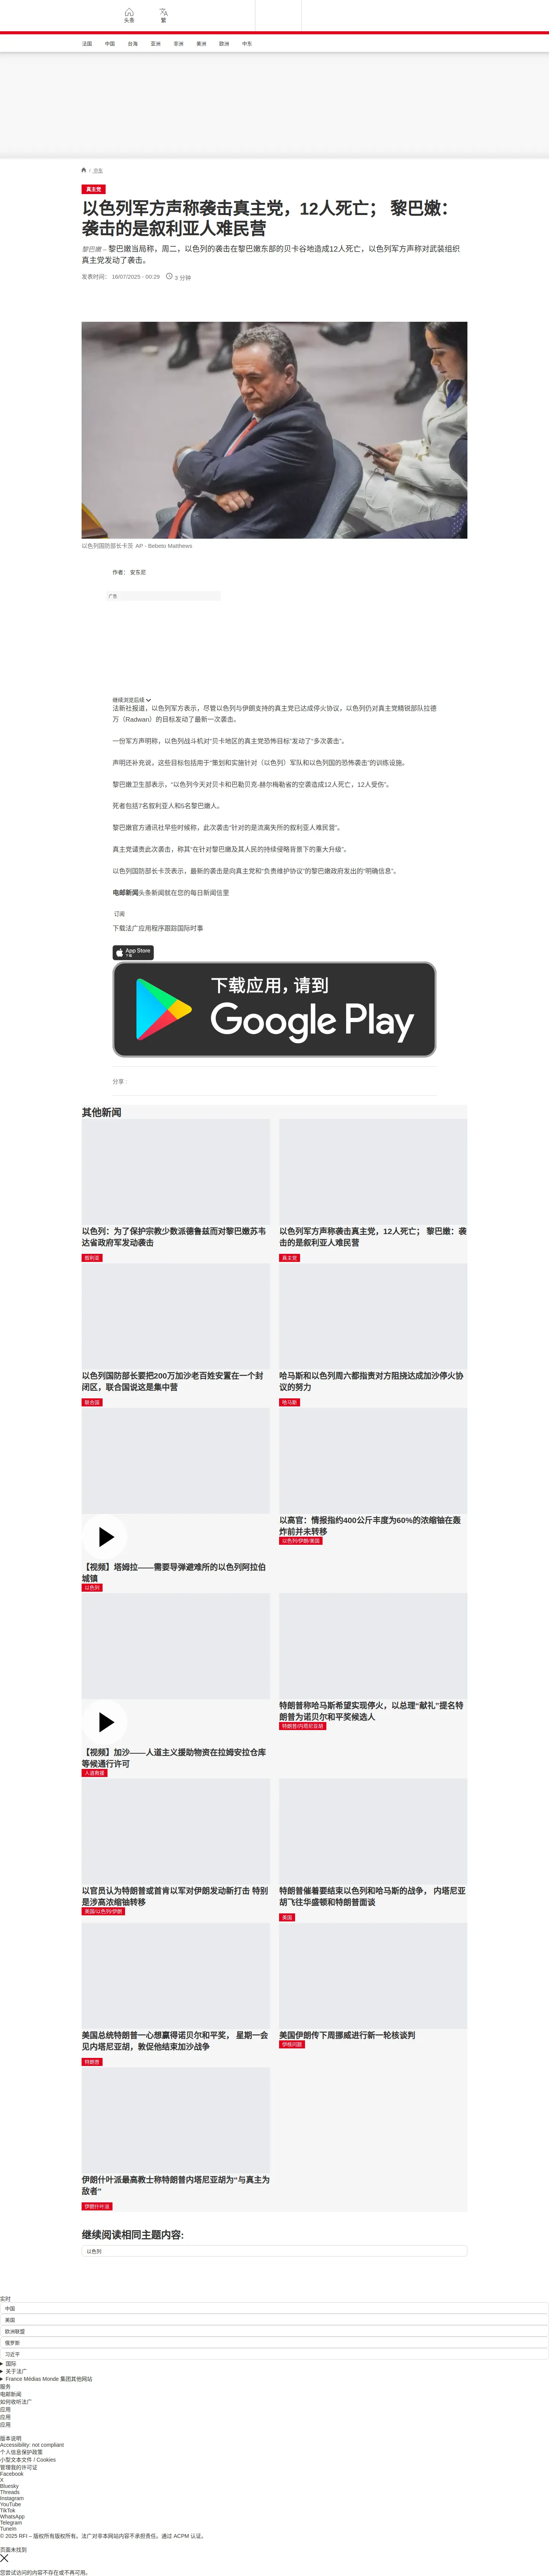 头条
繁
法国 中国 台海 亚洲 非洲 美洲 欧洲 中东
/ 中东
真主党
以色列军方声称袭击真主党，12人死亡； 黎巴嫩：
袭击的是叙利亚人难民营
黎巴嫩 – 黎巴嫩当局称，周二，以色列的袭击在黎巴嫩东部的贝卡谷地造成12人死亡，以色列军方声称对武装组织
真主党发动了袭击。
发表时间： 16/07/2025 - 00:29 3 分钟
以色列国防部长卡茨 AP - Bebeto Matthews
作者： 安东尼
广告
继续浏览后续
法新社报道，以色列军方表示，尽管以色列与伊朗支持的真主党已达成停火协议，以色列仍对真主党精锐部队拉德
万（Radwan）的目标发动了最新一次袭击。
一份军方声明称，以色列战斗机对“贝卡地区的真主党恐怖目标”发动了“多次袭击”。
声明还补充说，这些目标包括用于“策划和实施针对（以色列）军队和以色列国的恐怖袭击”的训练设施。
黎巴嫩卫生部表示，“以色列今天对贝卡和巴勒贝克-赫尔梅勒省的空袭造成12人死亡，12人受伤”。
死者包括7名叙利亚人和5名黎巴嫩人。
黎巴嫩官方通讯社早些时候称，此次袭击“针对的是流离失所的叙利亚人难民营”。
真主党谴责此次袭击，称其“在针对黎巴嫩及其人民的持续侵略背景下的重大升级”。
以色列国防部长卡茨表示，最新的袭击是向真主党和“负责维护协议”的黎巴嫩政府发出的“明确信息”。
电邮新闻头条新闻就在您的每日新闻信里
订阅
下载法广应用程序跟踪国际时事
App Store
下载
下载应用，请到
Google Play
分享 :
其他新闻
以色列：为了保护宗教少数派德鲁兹而对黎巴嫩苏韦
达省政府军发动袭击
叙利亚
以色列军方声称袭击真主党，12人死亡； 黎巴嫩：袭
击的是叙利亚人难民营
真主党
以色列国防部长要把200万加沙老百姓安置在一个封
闭区，联合国说这是集中营
联合国
哈马斯和以色列周六都指责对方阻挠达成加沙停火协
议的努力
哈马斯
【视频】塔姆拉——需要导弹避难所的以色列阿拉伯
城镇
以色列
以高官：情报指约400公斤丰度为60%的浓缩铀在轰
炸前并未转移
以色列/伊朗/美国
【视频】加沙——人道主义援助物资在拉姆安拉仓库
等候通行许可
人道救援
特朗普称哈马斯希望实现停火，以总理“献礼”提名特
朗普为诺贝尔和平奖候选人
特朗普/内塔尼亚胡
以官员认为特朗普或首肯以军对伊朗发动新打击 特别
是涉高浓缩铀转移
美国/以色列/伊朗
特朗普催着要结束以色列和哈马斯的战争， 内塔尼亚
胡飞往华盛顿和特朗普面谈
美国
美国总统特朗普一心想赢得诺贝尔和平奖， 星期一会
见内塔尼亚胡，敦促他结束加沙战争
特朗普
美国伊朗传下周挪威进行新一轮核谈判
伊核问题
伊朗什叶派最高教士称特朗普内塔尼亚胡为“与真主为
敌者”
伊朗什叶派
继续阅读相同主题内容:
以色列
实时
中国
美国
欧洲联盟
俄罗斯
习近平
国际
关于法广
France Médias Monde 集团其他网站
服务
电邮新闻
如何收听法广
应用
应用
应用
版本说明
Accessibility: not compliant
个人信息保护政策
小型文本文件 / Cookies
管理我的许可证
Facebook
X
Bluesky
Threads
Instagram
YouTube
TikTok
WhatsApp
Telegram
TuneIn
© 2025 RFI – 版权所有版权所有。法广对非本网站内容不承担责任。通过 ACPM 认证。
页面未找到
您尝试访问的内容不存在或不再可用。